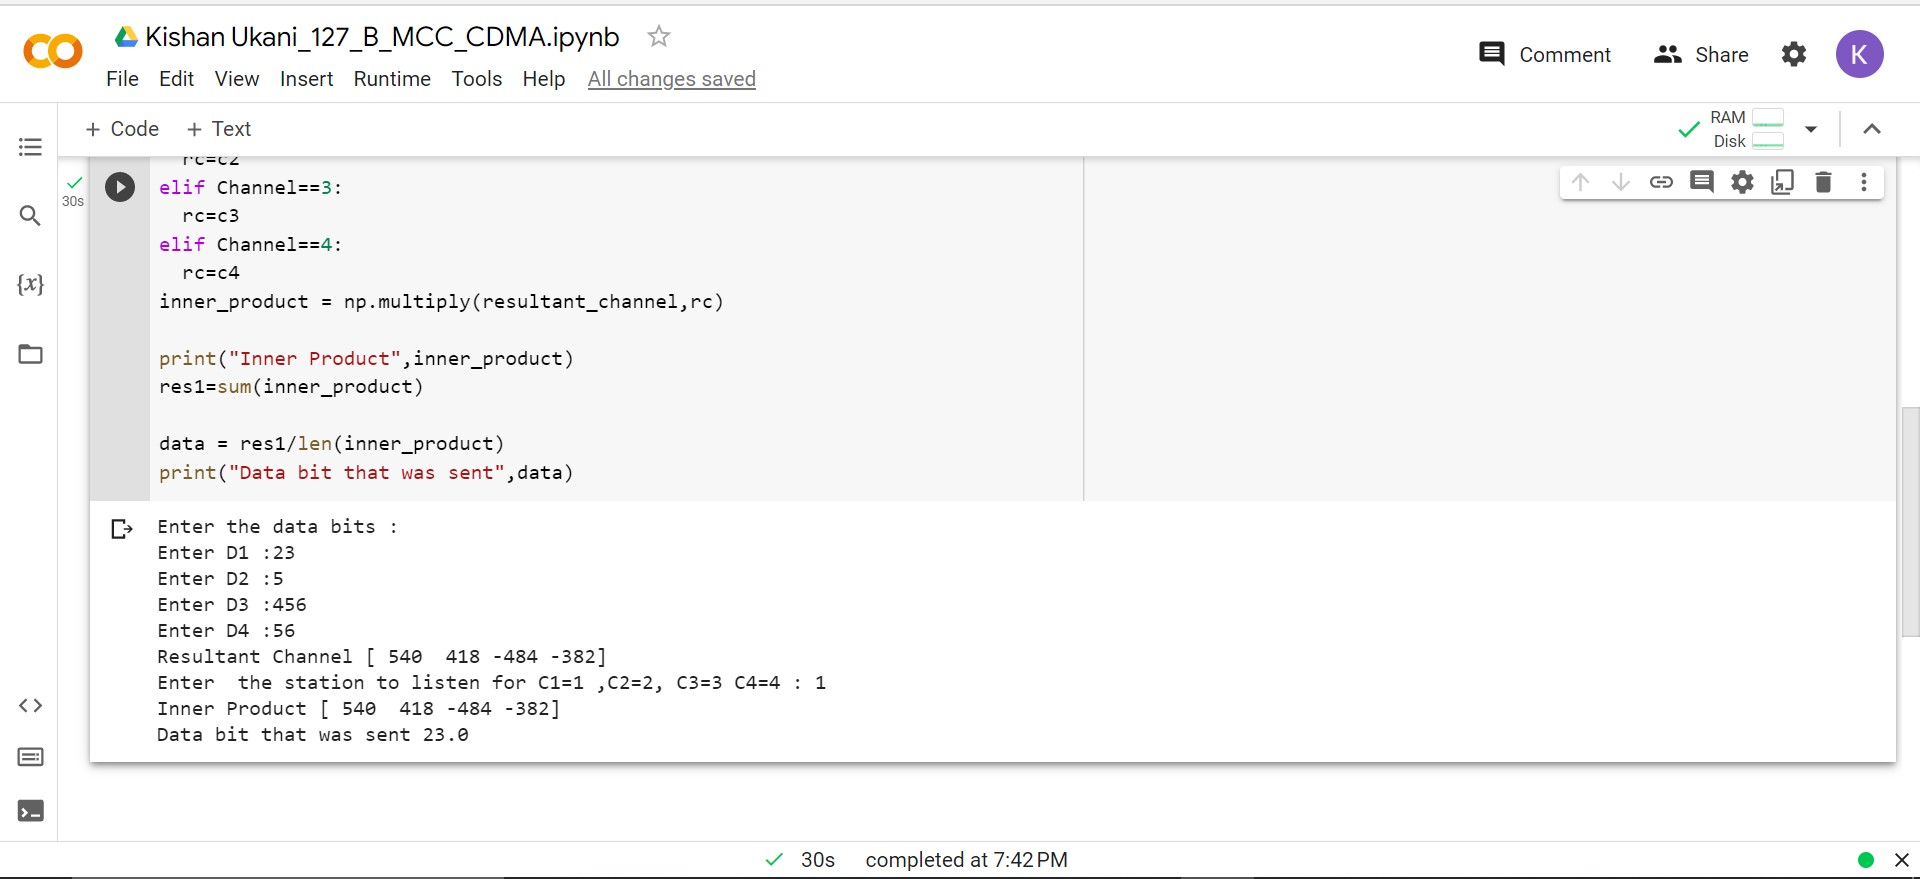 Kishan Ukani_127_B_MCC_CDMA.ipynb
File Edit View Insert Runtime Tools Help All changes saved
Comment
Share
K
+ Code + Text
RAM
Disk
30s
rc=c2
elif Channel==3:
  rc=c3
elif Channel==4:
  rc=c4
inner_product = np.multiply(resultant_channel,rc)
print("Inner Product",inner_product)
res1=sum(inner_product)
data = res1/len(inner_product)
print("Data bit that was sent",data)
Enter the data bits :
Enter D1 :23
Enter D2 :5
Enter D3 :456
Enter D4 :56
Resultant Channel [ 540  418 -484 -382]
Enter  the station to listen for C1=1 ,C2=2, C3=3 C4=4 : 1
Inner Product [ 540  418 -484 -382]
Data bit that was sent 23.0
{x}
30s completed at 7:42 PM